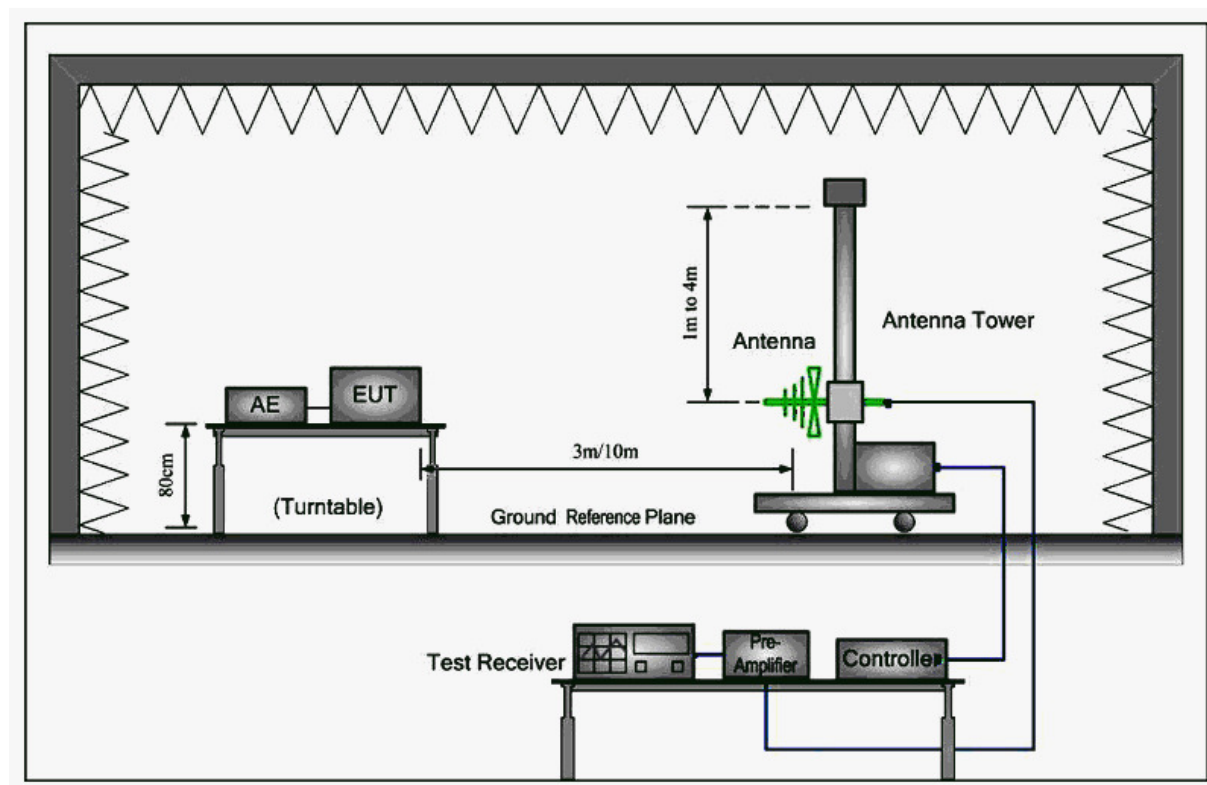 1m to 4m
Antenna
Antenna Tower
AE
EUT
80cm
3m/10m
(Turntable)
Ground Reference Plane
Test Receiver
Pre-
Amplifier
Controller